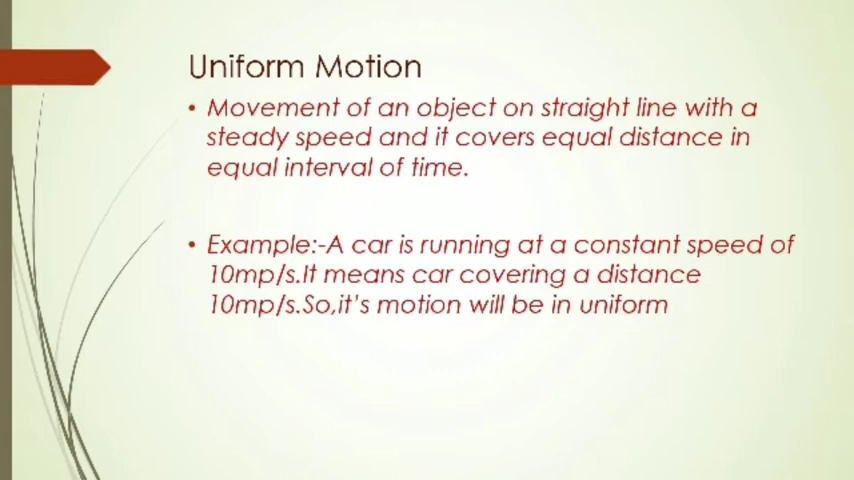 Uniform Motion
• Movement of an object on straight line with a
steady speed and it covers equal distance in
equal interval of time.
• Example:-A car is running at a constant speed of
10mp/s.It means car covering a distance
10mp/s.So,it's motion will be in uniform